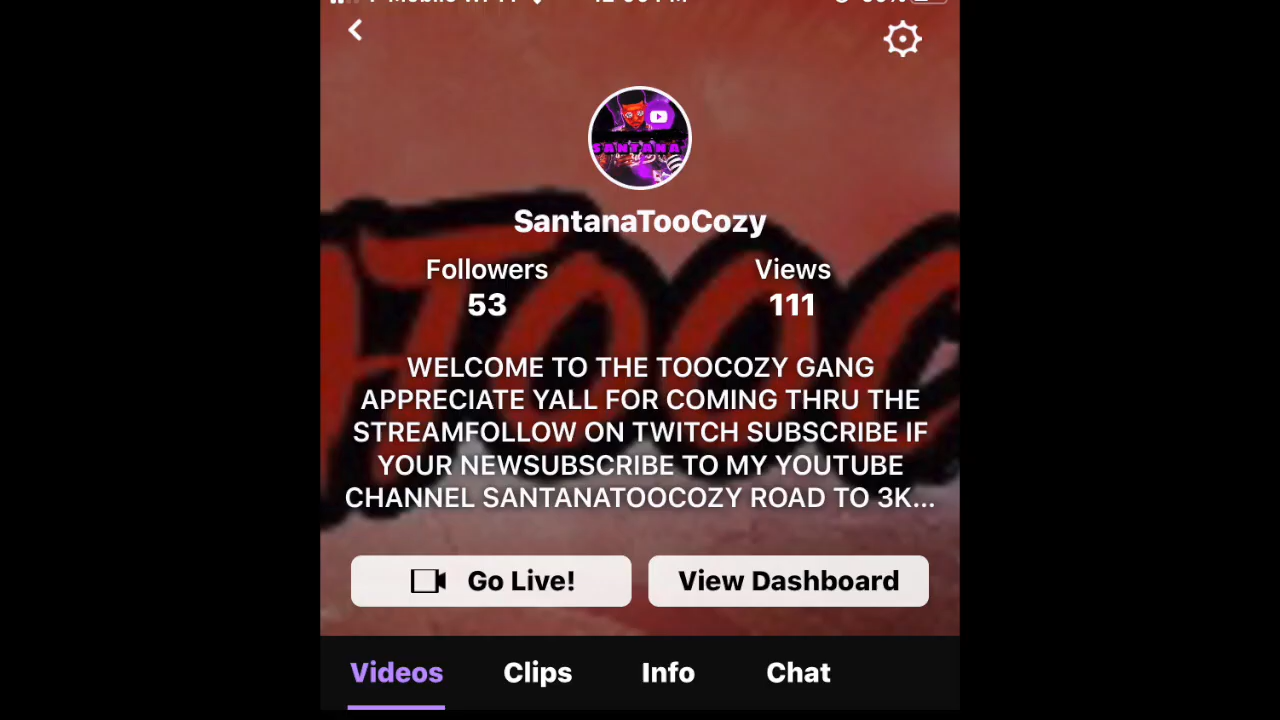 SANTANA
SantanaTooCozy
Followers
Views
53
111
WELCOME TO THE TOOCOZY GANG
APPRECIATE YALL FOR COMING THRU THE
STREAMFOLLOW ON TWITCH SUBSCRIBE IF
YOUR NEWSUBSCRIBE TO MY YOUTUBE
CHANNEL SANTANATOOCOZY ROAD TO 3K...
Go Live!
View Dashboard
Videos
Clips
Info
Chat